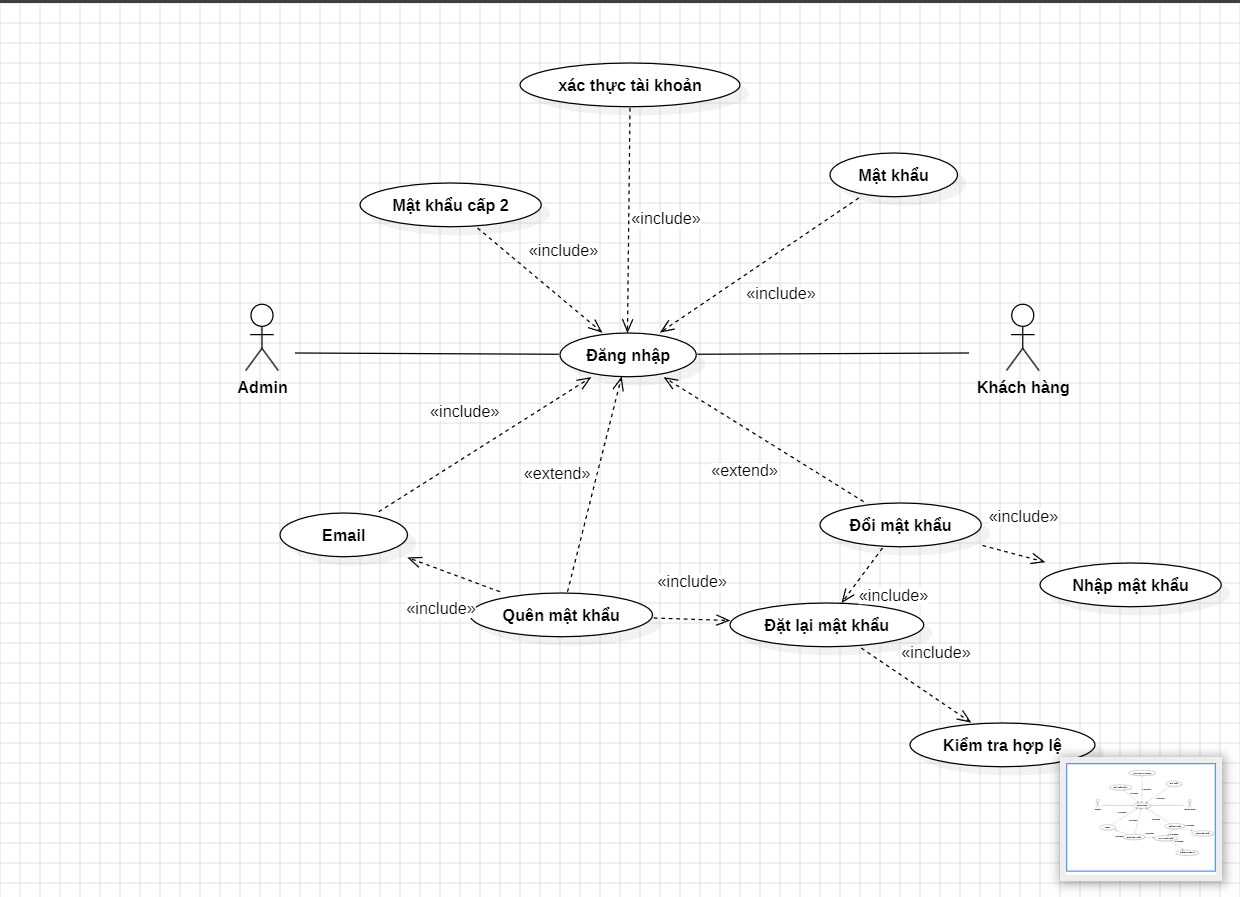 xác thực tài khoản
Mật khẩu
Mật khẩu cấp 2
«include»
«include»
«include»
Đăng nhập
Admin
Khách hàng
«include»
«extend»
«extend»
Đổi mật khẩu
«include»
Email
«include»
Nhập mật khẩu
«include»
«include»
Quên mật khẩu
Đặt lại mật khẩu
«include»
Kiểm tra hợp lệ